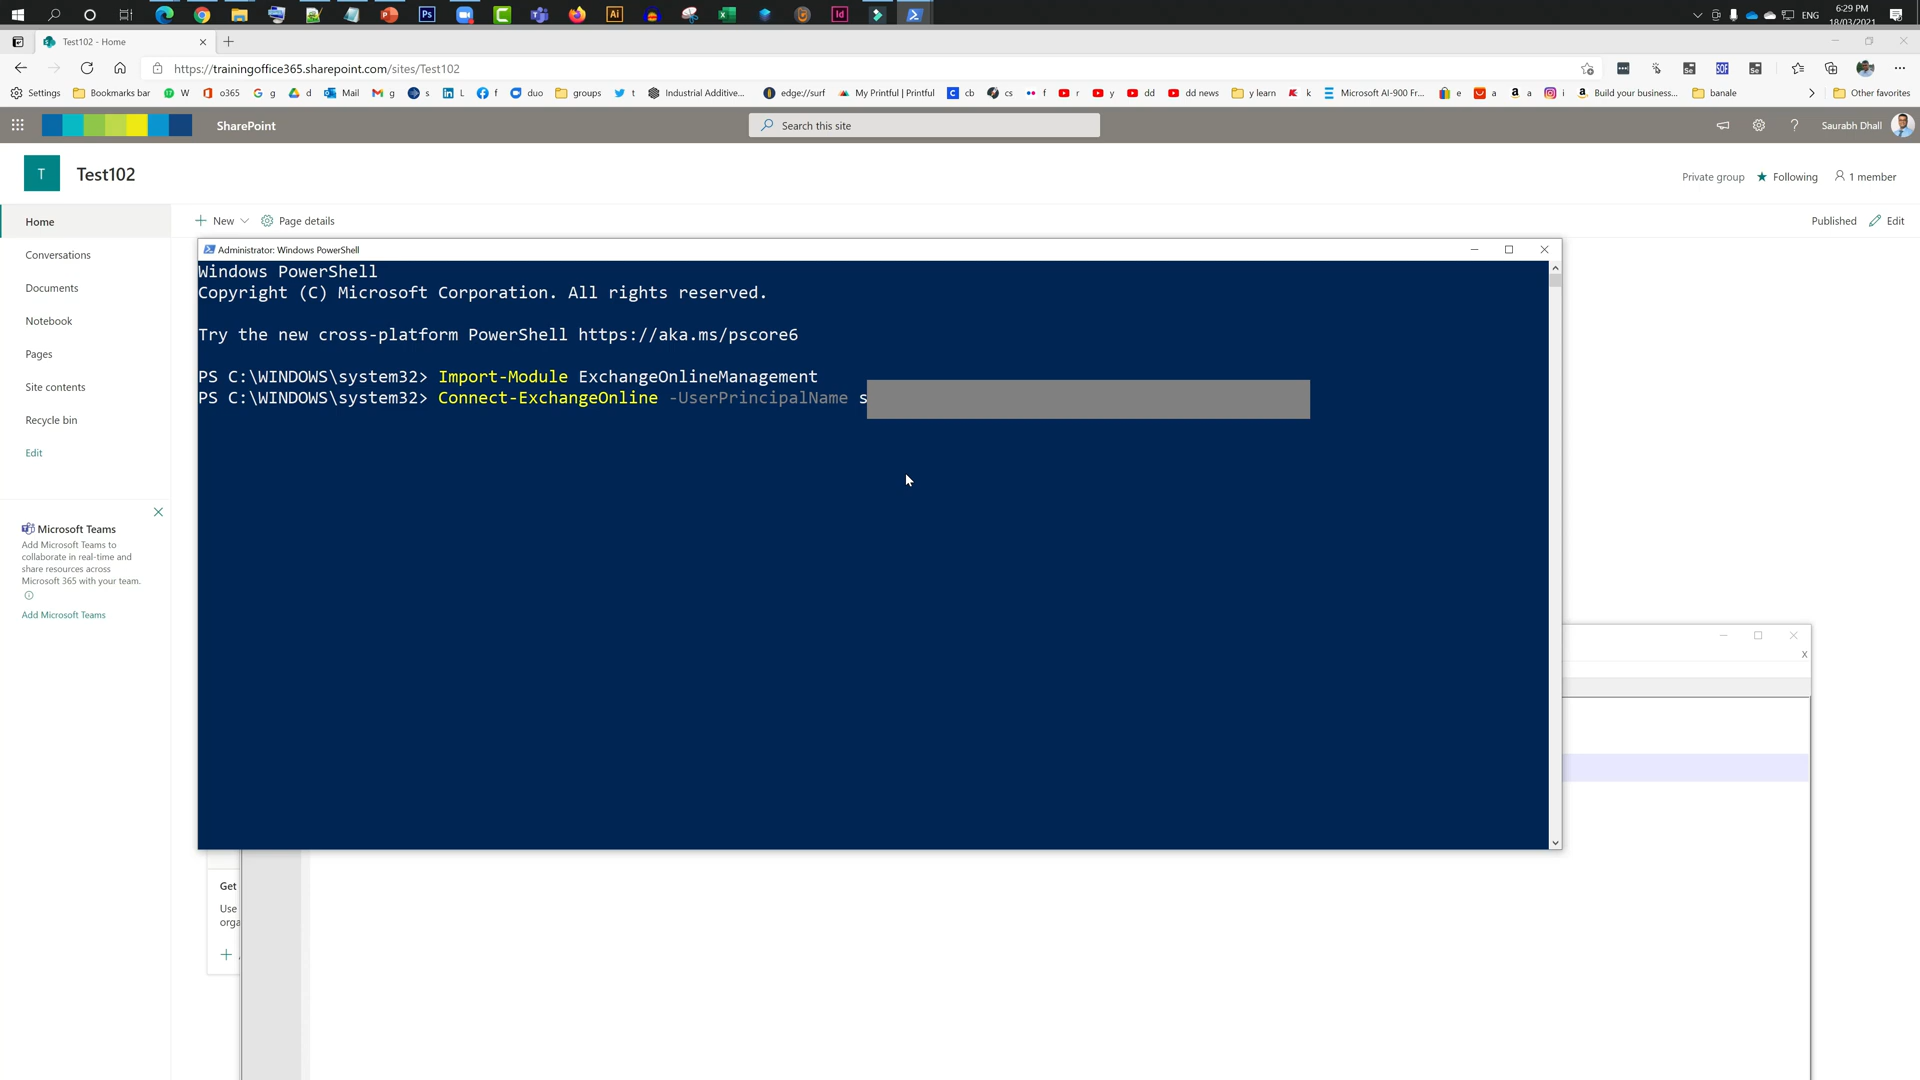 6:29 PM
ENG
18/03/2021
Test102 - Home
https://trainingoffice365.sharepoint.com/sites/Test102
Settings
Bookmarks bar
W
o365
g
d
Mail
g
s
L
f
duo
groups
t
Industrial Additive...
edge://surf
My Printful | Printful
cb
cs
f
r
y
dd
dd news
y learn
k
Microsoft AI-900 Fr...
e
a
a
i
Build your business...
banale
Other favorites
SharePoint
Search this site
Saurabh Dhall
T
Test102
Private group
Following
1 member
Home
New
Page details
Published
Edit
Conversations
Documents
Notebook
Pages
Site contents
Recycle bin
Edit
Microsoft Teams
Add Microsoft Teams to
collaborate in real-time and
share resources across
Microsoft 365 with your team.
Add Microsoft Teams
Administrator: Windows PowerShell
Windows PowerShell
Copyright (C) Microsoft Corporation. All rights reserved.
Try the new cross-platform PowerShell https://aka.ms/pscore6
PS C:\WINDOWS\system32> Import-Module ExchangeOnlineManagement
PS C:\WINDOWS\system32> Connect-ExchangeOnline -UserPrincipalName s
Get
Use
orga